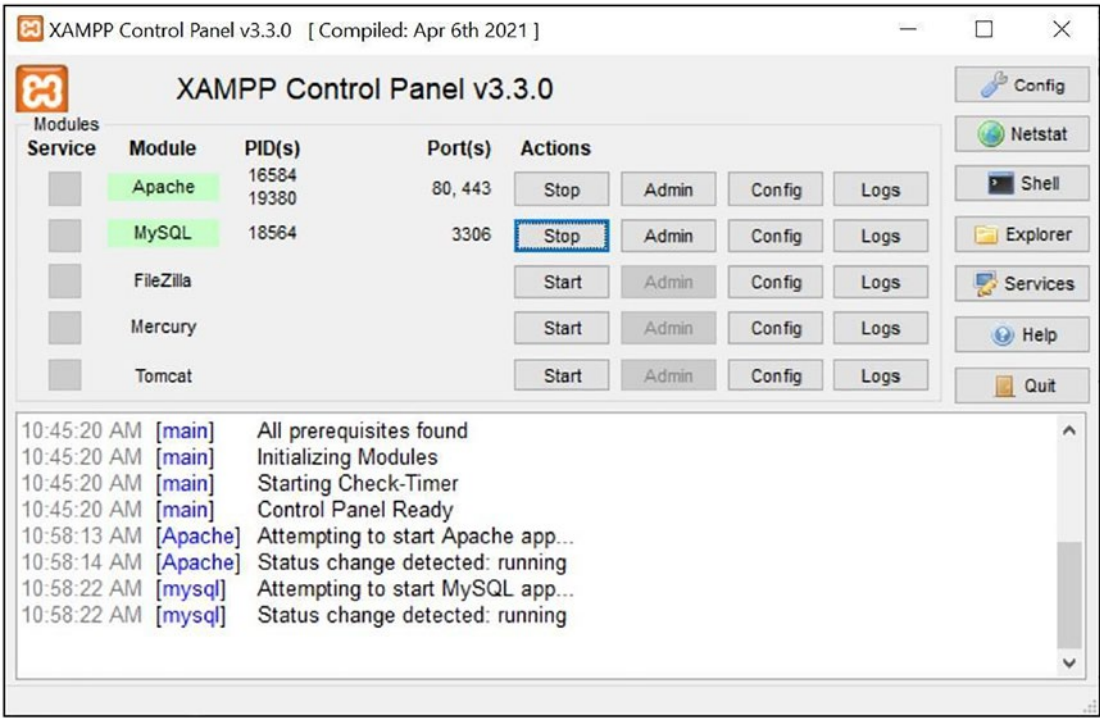 XAMPP Control Panel v3.3.0 [ Compiled: Apr 6th 2021 ]
XAMPP Control Panel v3.3.0
Config
Netstat
Shell
Explorer
Services
Help
Quit
Modules
Service Module PID(s) Port(s) Actions
Apache 16584 19380 80, 443 Stop Admin Config Logs
MySQL 18564 3306 Stop Admin Config Logs
FileZilla Start Admin Config Logs
Mercury Start Admin Config Logs
Tomcat Start Admin Config Logs
10:45:20 AM [main] All prerequisites found
10:45:20 AM [main] Initializing Modules
10:45:20 AM [main] Starting Check-Timer
10:45:20 AM [main] Control Panel Ready
10:58:13 AM [Apache] Attempting to start Apache app...
10:58:14 AM [Apache] Status change detected: running
10:58:22 AM [mysql] Attempting to start MySQL app...
10:58:22 AM [mysql] Status change detected: running